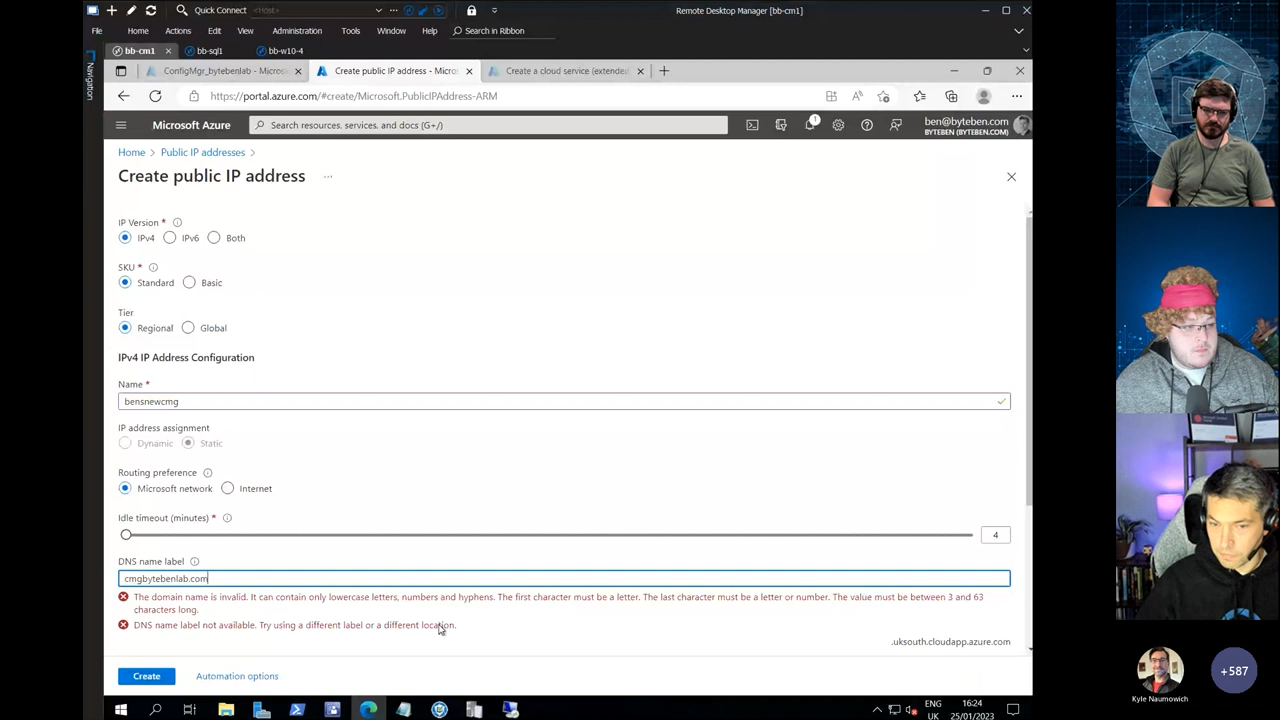 Quick Connect <Host>
Remote Desktop Manager [bb-cm1]
File Home Actions Edit View Administration Tools Window Help Search in Ribbon
bb-cm1 bb-sql1 bb-w10-4
Navigation
ConfigMgr_bytebenlab - Micros
Create public IP address - Micros
Create a cloud service (extended
https://portal.azure.com/#create/Microsoft.PublicIPAddress-ARM
Microsoft Azure
Search resources, services, and docs (G+/)
1
ben@byteben.com
BYTEBEN (BYTEBEN.COM)
Home > Public IP addresses >
Create public IP address ...
IP Version *
IPv4 IPv6 Both
SKU *
Standard Basic
Tier
Regional Global
IPv4 IP Address Configuration
Name *
bensnewcmg
IP address assignment
Dynamic Static
Routing preference
Microsoft network Internet
Idle timeout (minutes) *
4
DNS name label
cmgbytebenlab.com
The domain name is invalid. It can contain only lowercase letters, numbers and hyphens. The first character must be a letter. The last character must be a letter or number. The value must be between 3 and 63
characters long.
DNS name label not available. Try using a different label or a different location.
.uksouth.cloudapp.azure.com
Create Automation options
ENG
UK
16:24
25/01/2023
Kyle Naumowich
+587